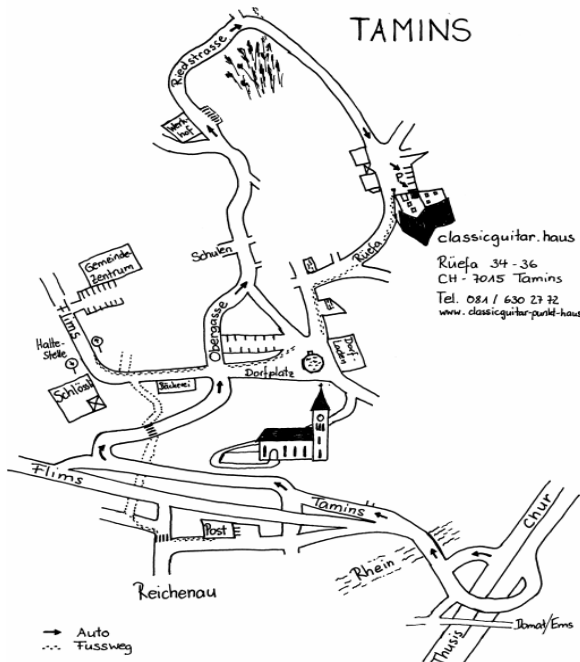 TAMINS
P.
Riedstrasse
Werk-
hof
P.
classicguitar.haus
Rüefa 34-36
CH - 7015 Tamins
Tel. 081 / 630 27 72
www.classicguitar-punkt-haus
Schulen
Rüefa
Gemeinde-
Zentrum
Flims
Obergasse
Halte-
stelle
Dorf-
laden
Schlössli
Bäckerei
Dorfplatz
Flims
Tamins
Chur
Post
Rhein
Reichenau
Domat/Ems
Thusis
Auto
Fussweg